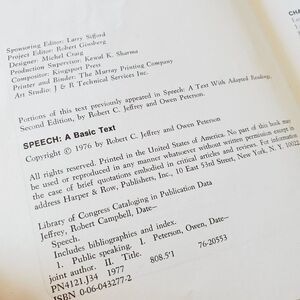 Sponsoring Editor: Larry Sifford
Project Editor: Robert Ginsberg
Designer: Michel Craig
Production Supervisor: Kewal K. Sharma
Compositor: Kingsport Press
Printer and Binder: The Murray Printing Company
Art Studio: J & R Technical Services Inc.
Portions of this text previously appeared in SPEECH: A Text With Adapted Reading,
Second Edition, by Robert C. Jeffrey and Owen Peterson.
SPEECH: A Basic Text
Copyright © 1976 by Robert C. Jeffrey and Owen Peterson
All rights reserved. Printed in the United States of America. No part of this book may
be used or reproduced in any manner whatsoever without written permission except in
the case of brief quotations embodied in critical articles and reviews. For information
address Harper & Row, Publishers, Inc., 10 East 53rd Street, New York, N. Y. 10022.
Library of Congress Cataloging in Publication Data
Jeffrey, Robert Campbell, Date–
Speech.
Includes bibliographies and index.
1. Public speaking. I. Peterson, Owen, Date–
joint author. II. Title.
PN4121.J34 1977 808.5'1 76-20553
ISBN 0-06-043277-2
CHA